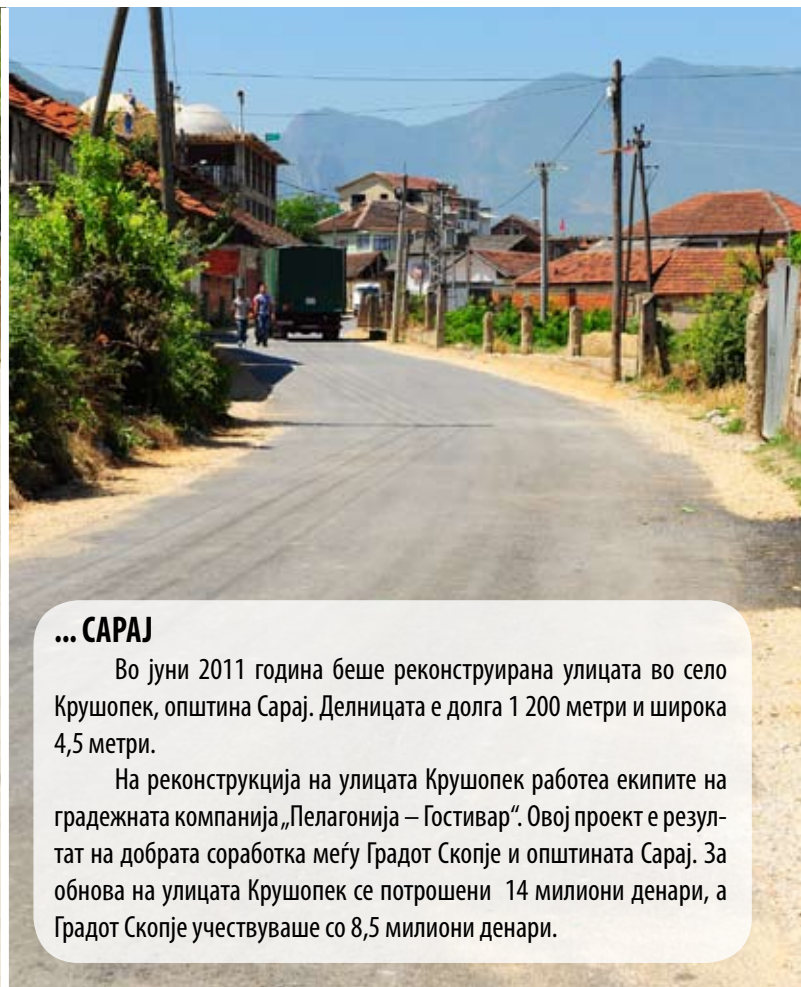 ... САРАЈ
Во јуни 2011 година беше реконструирана улицата во село
Крушопек, општина Сарај. Делницата е долга 1 200 метри и широка
4,5 метри.
На реконструкција на улицата Крушопек работеа екипите на
градежната компанија „Пелагонија – Гостивар“. Овој проект е резул-
тат на добрата соработка меѓу Градот Скопје и општината Сарај. За
обнова на улицата Крушопек се потрошени 14 милиони денари, а
Градот Скопје учествуваше со 8,5 милиони денари.